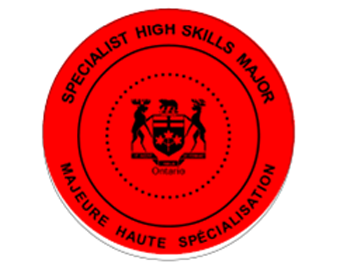 SPECIALIST HIGH SKILLS MAJOR
Ontario
MAJEURE HAUTE SPÉCIALISATION